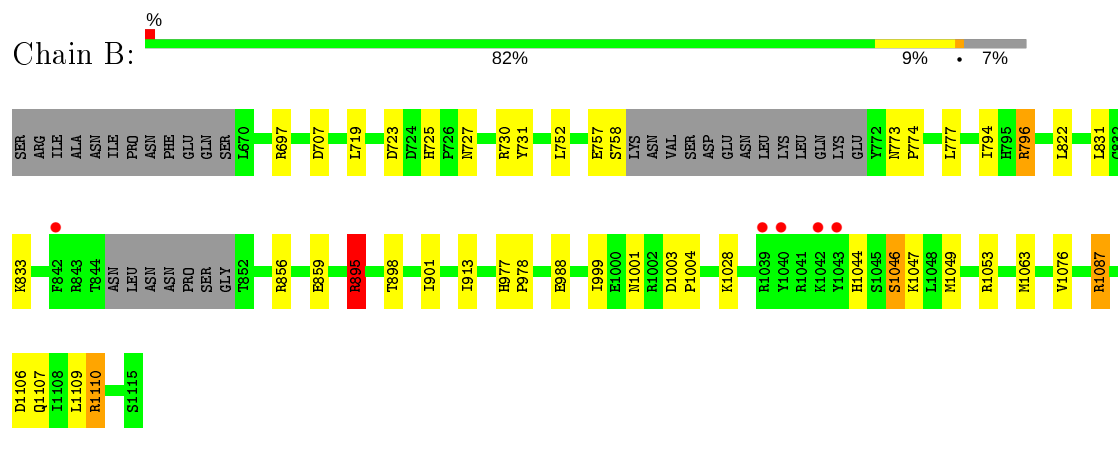 %
Chain B:
82% 9% • 7%
SER ARG ILE ALA ASN ILE PRO ASN PHE GLU GLN SER L670 R697 D707 L719 D723 D724 H725 P726 N727 R730 Y731 L752 E757 S758 LYS ASN VAL SER ASP GLU ASN LEU LYS LEU GLN LYS GLU Y772 N773 P774 L777 I794 H795 R796 L822 L831
K833 F842 R843 T844 ASN LEU ASN ASN PRO SER GLY T852 R856 E859 R895 T898 I901 I913 H977 P978 E988 I999 E1000 N1001 R1002 D1003 P1004 K1028 R1039 Y1040 R1041 K1042 Y1043 H1044 S1045 S1046 K1047 L1048 M1049 R1053 M1063 V1076 R1087
D1106 Q1107 I1108 L1109 R1110 S1115